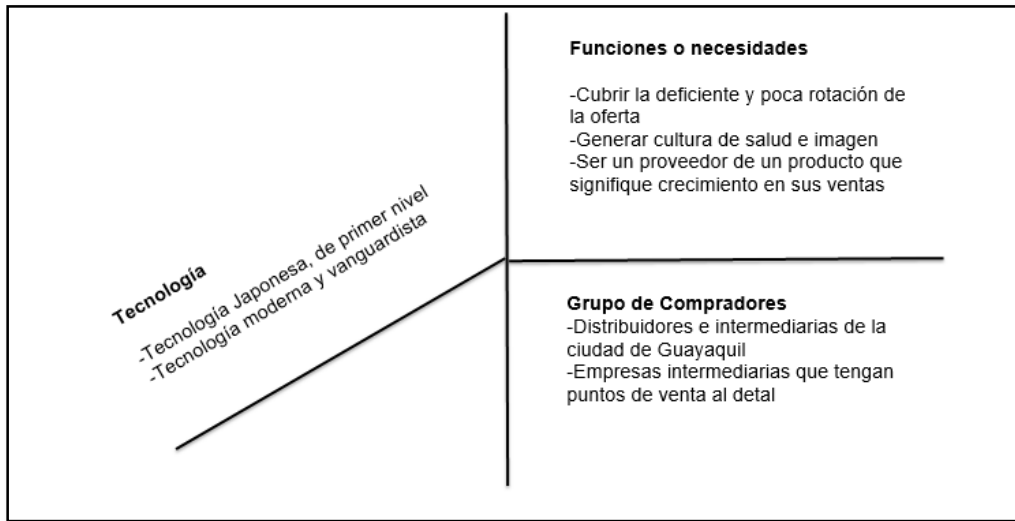 Funciones o necesidades
-Cubrir la deficiente y poca rotación de
la oferta
-Generar cultura de salud e imagen
-Ser un proveedor de un producto que
signifique crecimiento en sus ventas
Tecnología
-Tecnología Japonesa, de primer nivel
-Tecnología moderna y vanguardista
Grupo de Compradores
-Distribuidores e intermediarias de la
ciudad de Guayaquil
-Empresas intermediarias que tengan
puntos de venta al detal